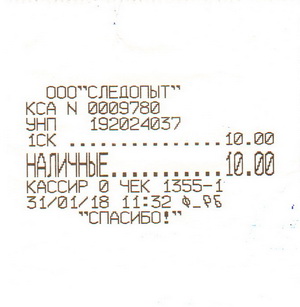 ООО"СЛЕДОПЫТ"
КСА N 0009780
УНП 192024037
1СК ................10.00
НАЛИЧНЫЕ............10.00
КАССИР 0 ЧЕК 1355-1
31/01/18 11:32 ф_РБ
"СПАСИБО!"